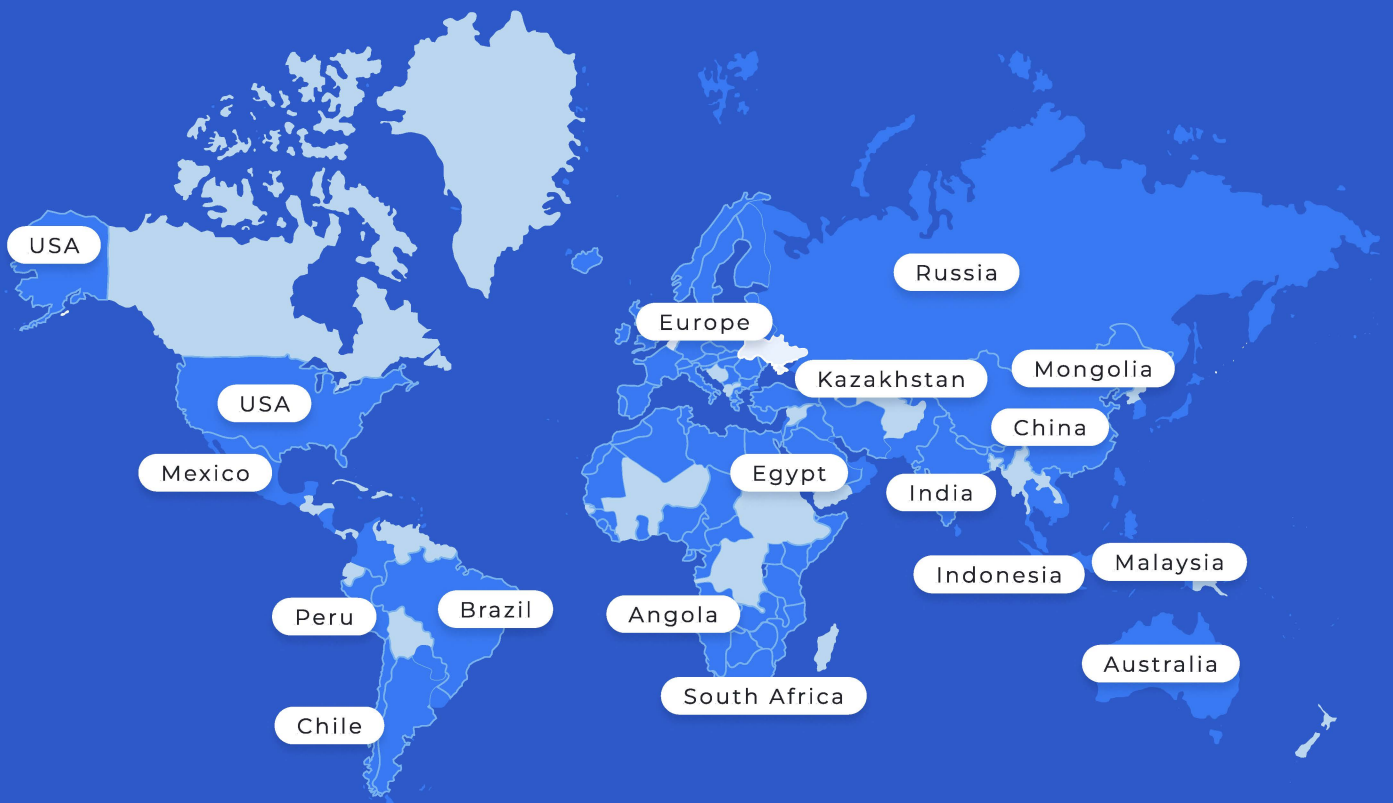 USA
Russia
Europe
Mongolia
Kazakhstan
USA
China
Mexico
Egypt
India
Malaysia
Indonesia
Brazil
Angola
Peru
Australia
South Africa
Chile